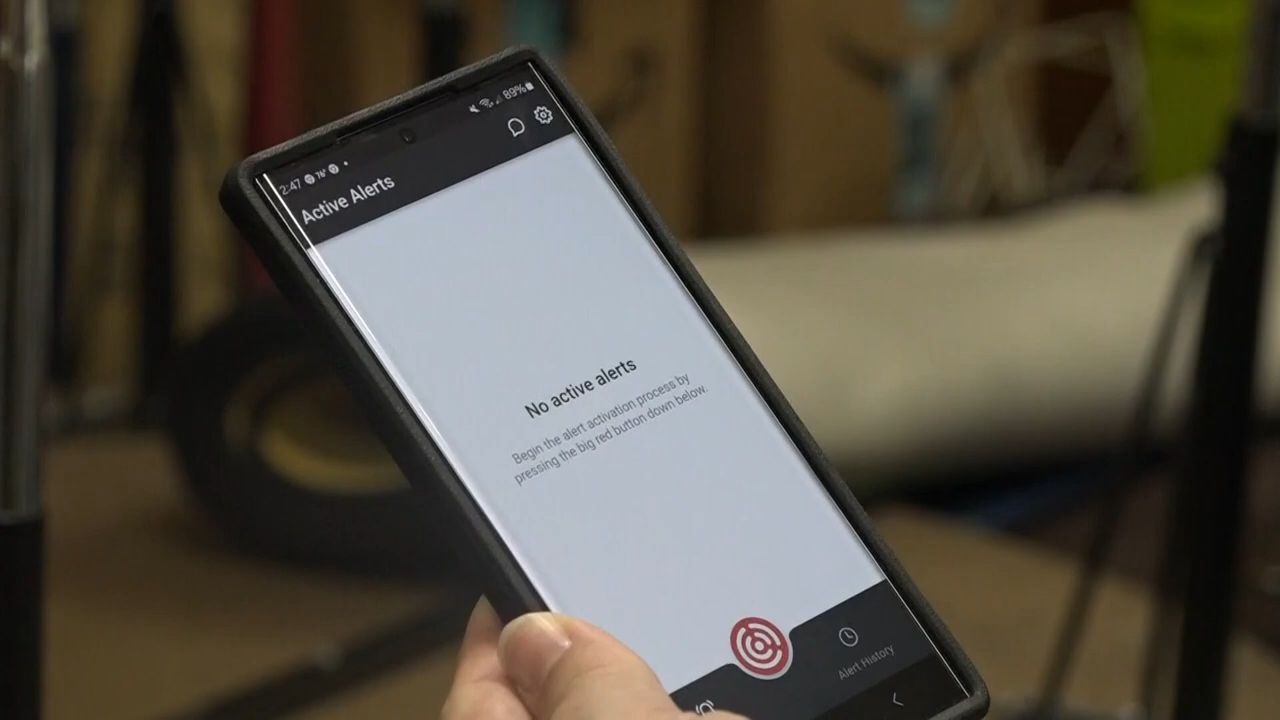 2:47 78° 89%
Active Alerts
No active alerts
Begin the alert activation process by
pressing the big red button down below.
Alert History